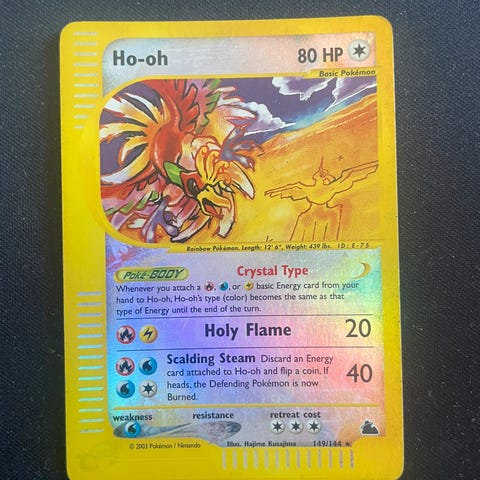 Ho-oh 80 HP
Basic Pokémon
Rainbow Pokémon. Length: 12' 6", Weight: 439 lbs. ID: E-75
Poké-BODY Crystal Type
Whenever you attach a , , or basic Energy card from your
hand to Ho-oh, Ho-oh's type (color) becomes the same as that
type of Energy until the end of the turn.
Holy Flame 20
Scalding Steam Discard an Energy
card attached to Ho-oh and flip a coin. If
heads, the Defending Pokémon is now
Burned.
40
weakness resistance retreat cost
© 2003 Pokémon / Nintendo Illus. Hajime Kusajima 149/144 ★